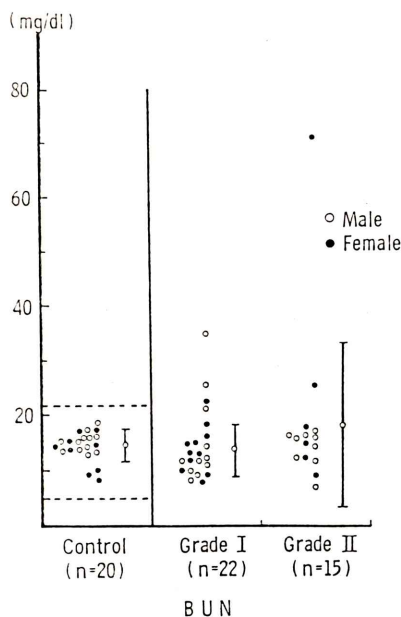 (mg/dl)
80
60
40
20
○ Male
● Female
Control
(n=20)
Grade I
(n=22)
Grade II
(n=15)
BUN